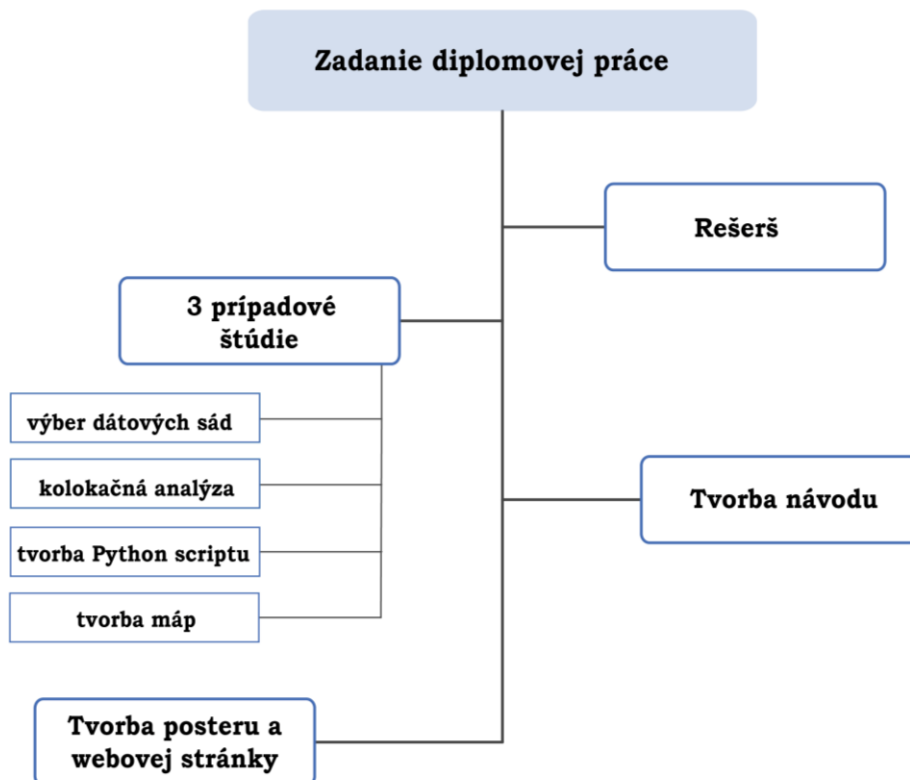 Zadanie diplomovej práce
Rešerš
3 prípadové
štúdie
výber dátových sád
kolokačná analýza
tvorba Python scriptu
tvorba máp
Tvorba návodu
Tvorba posteru a
webovej stránky